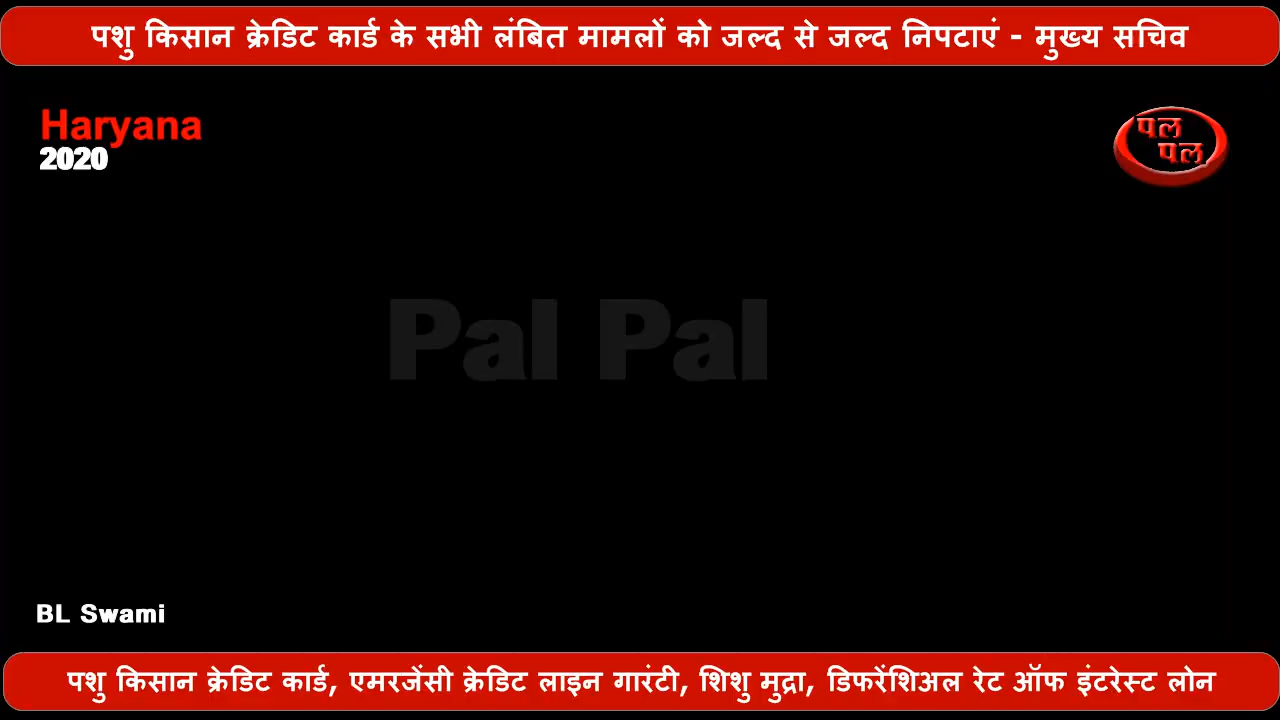 पशु किसान क्रेडिट कार्ड के सभी लंबित मामलों को जल्द से जल्द निपटाएं - मुख्य सचिव
Haryana
2020
पल
पल
Pal Pal
BL Swami
पशु किसान क्रेडिट कार्ड, एमरजेंसी क्रेडिट लाइन गारंटी, शिशु मुद्रा, डिफरेंशिअल रेट ऑफ इंटरेस्ट लोन